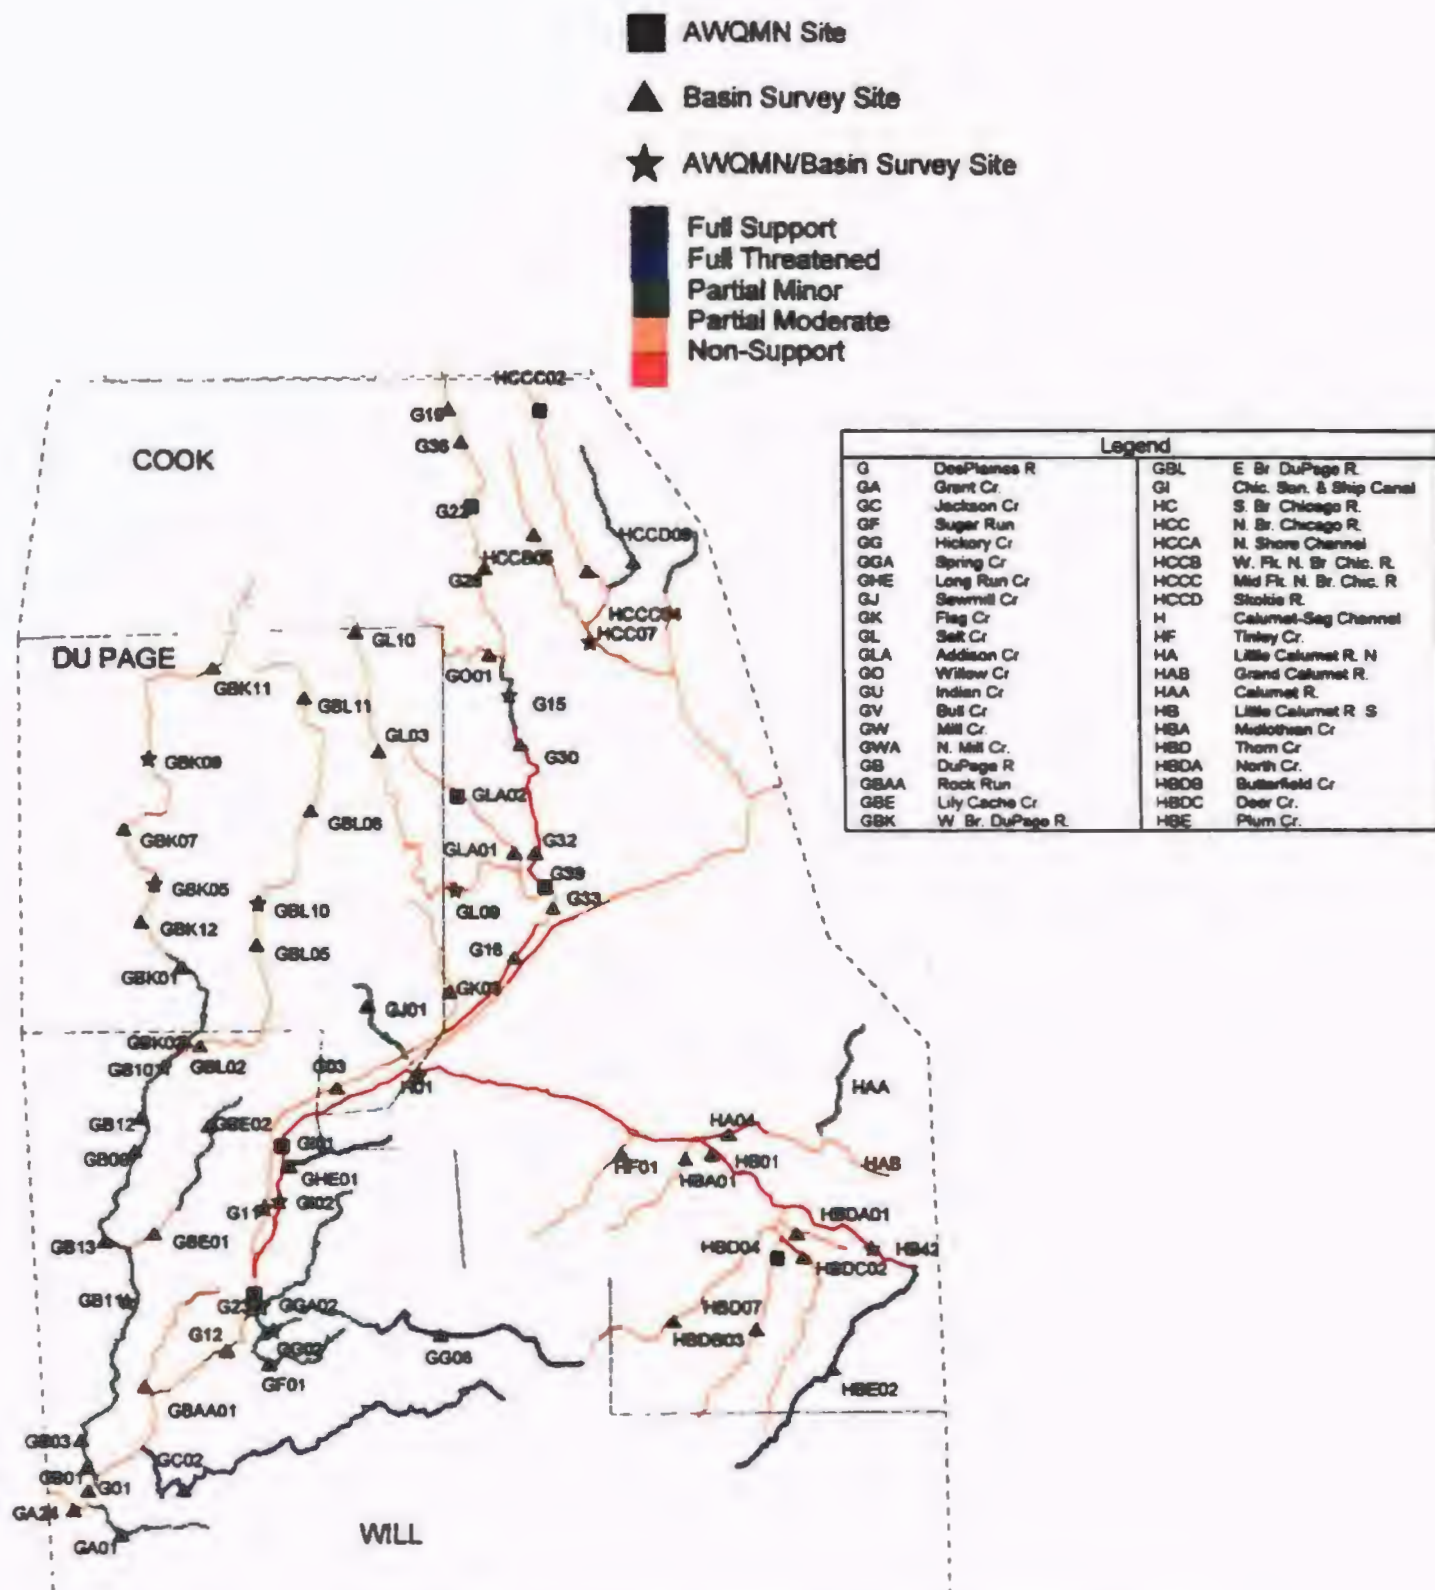 AWQMN Site
Basin Survey Site
AWQMN/Basin Survey Site
Full Support
Full Threatened
Partial Minor
Partial Moderate
Non-Support
HCCC02
G19
G36
COOK
G22
HCCD09
HCCB05
HCCC04
HCC07
GL10
DU PAGE
GO01
GBK11
GBL11
G15
GL03
G30
GBK09
GLA02
GBL08
GBK07
GLA01
G32
G39
GBK05
GL09
G33
GBL10
GBK12
G16
GBL05
GBK01
GK03
GJ01
GBK02
GBL02
GB10
G03
H01
HAA
GB12
GBE02
HA04
GI01
GB09
HF01
HB01
HAB
GHE01
HBA01
GI02
G11
HBDA01
GB13
GBE01
HBD04
HB42
HBDC02
GB11
G23
GGA02
HBD07
G12
GG02
HBDB03
GG06
GF01
HBE02
GBAA01
GB03
GC02
GB01
G01
GA24
WILL
GA01
Legend
G DesPlaines R GBL E Br DuPage R.
GA Grant Cr. GI Chic. San. & Ship Canal
GC Jackson Cr HC S. Br Chicago R.
GF Sugar Run HCC N. Br. Chicago R.
GG Hickory Cr HCCA N. Shore Channel
GGA Spring Cr HCCB W. Fk. N. Br Chic. R.
GHE Long Run Cr HCCC Mid Fk. N. Br. Chic. R
GJ Sawmill Cr HCCD Skokie R.
GK Flag Cr H Calumet-Sag Channel
GL Salt Cr HF Tinley Cr.
GLA Addison Cr HA Little Calumet R. N
GO Willow Cr HAB Grand Calumet R.
GU Indian Cr HAA Calumet R.
GV Bull Cr HB Little Calumet R S
GW Mill Cr. HBA Midlothian Cr
GWA N. Mill Cr. HBD Thorn Cr
GB DuPage R HBDA North Cr.
GBAA Rock Run HBDB Butterfield Cr
GBE Lily Cache Cr HBDC Deer Cr.
GBK W. Br. DuPage R. HBE Plum Cr.